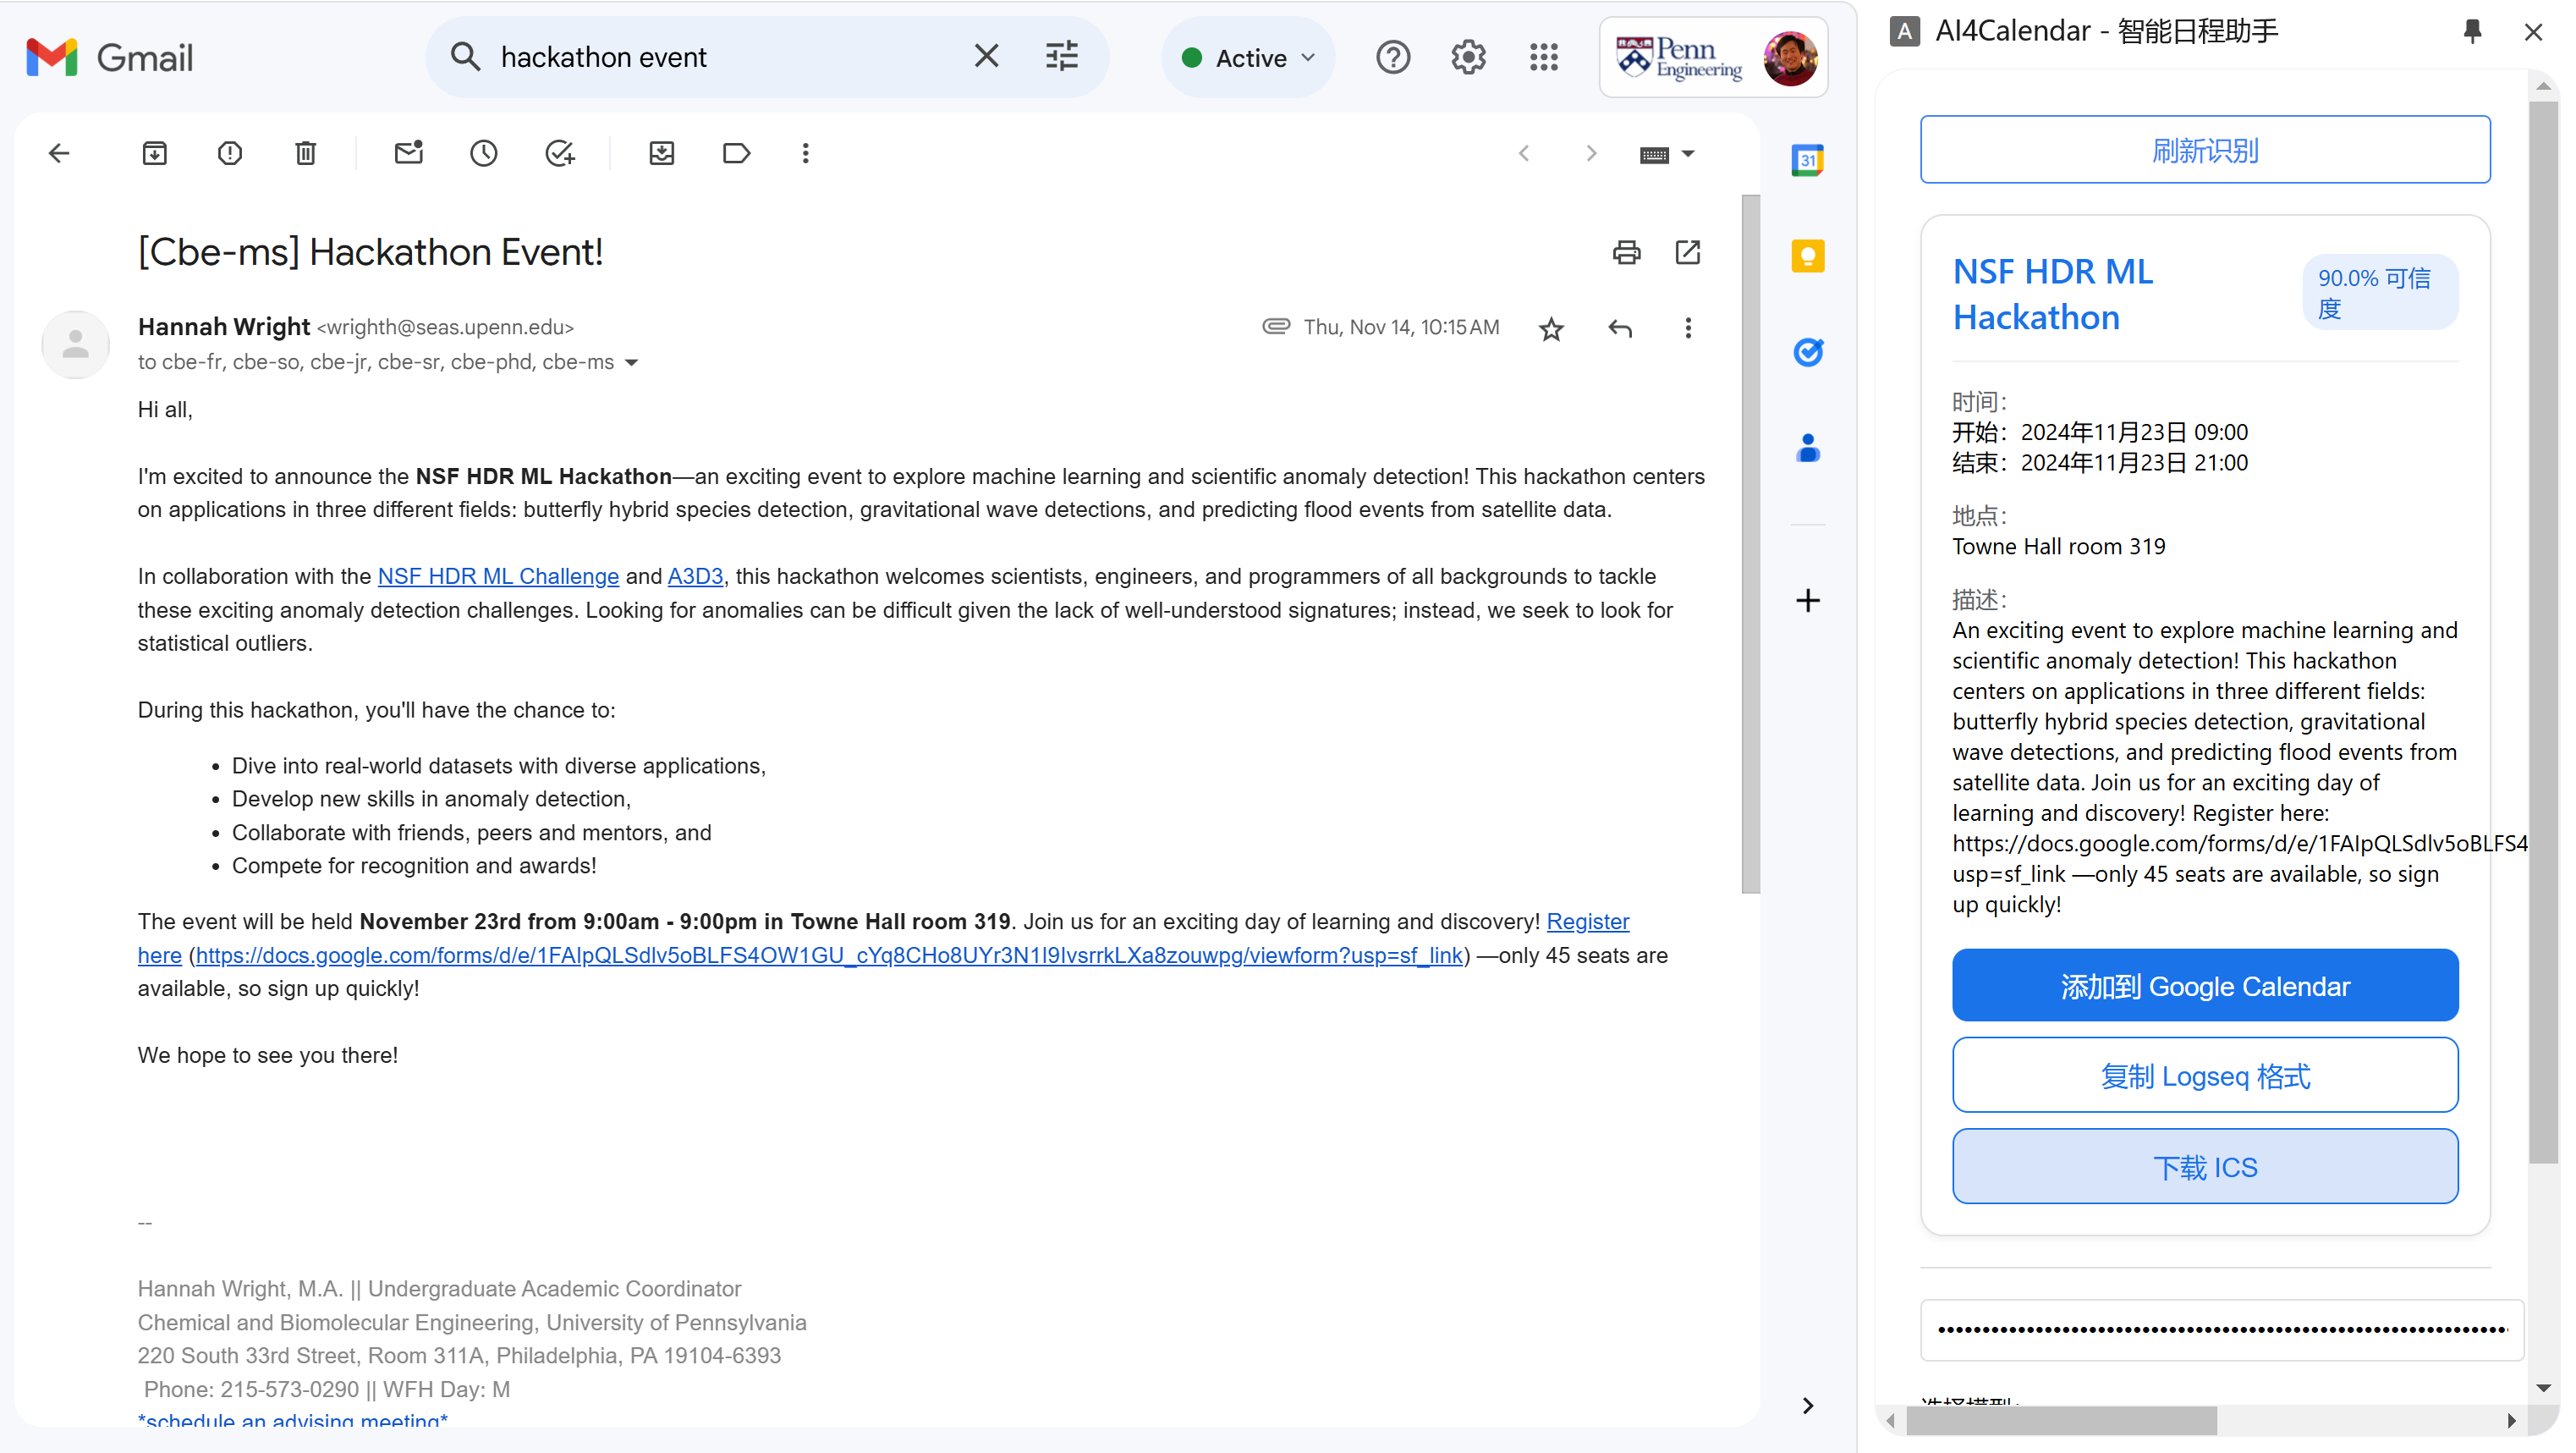 Gmail
hackathon event
Active
Penn
Engineering
[Cbe-ms] Hackathon Event!
Hannah Wright <wrighth@seas.upenn.edu>
Thu, Nov 14, 10:15 AM
to cbe-fr, cbe-so, cbe-jr, cbe-sr, cbe-phd, cbe-ms
Hi all,
I'm excited to announce the NSF HDR ML Hackathon—an exciting event to explore machine learning and scientific anomaly detection! This hackathon centers
on applications in three different fields: butterfly hybrid species detection, gravitational wave detections, and predicting flood events from satellite data.
In collaboration with the NSF HDR ML Challenge and A3D3, this hackathon welcomes scientists, engineers, and programmers of all backgrounds to tackle
these exciting anomaly detection challenges. Looking for anomalies can be difficult given the lack of well-understood signatures; instead, we seek to look for
statistical outliers.
During this hackathon, you'll have the chance to:
• Dive into real-world datasets with diverse applications,
• Develop new skills in anomaly detection,
• Collaborate with friends, peers and mentors, and
• Compete for recognition and awards!
The event will be held November 23rd from 9:00am - 9:00pm in Towne Hall room 319. Join us for an exciting day of learning and discovery! Register
here (https://docs.google.com/forms/d/e/1FAIpQLSdlv5oBLFS4OW1GU_cYq8CHo8UYr3N1I9lvsrrkLXa8zouwpg/viewform?usp=sf_link) —only 45 seats are
available, so sign up quickly!
We hope to see you there!
--
Hannah Wright, M.A. || Undergraduate Academic Coordinator
Chemical and Biomolecular Engineering, University of Pennsylvania
220 South 33rd Street, Room 311A, Philadelphia, PA 19104-6393
Phone: 215-573-0290 || WFH Day: M
*schedule an advising meeting*
31
A
AI4Calendar - 智能日程助手
刷新识别
NSF HDR ML
Hackathon
90.0% 可信
度
时间：
开始：2024年11月23日 09:00
结束：2024年11月23日 21:00
地点：
Towne Hall room 319
描述：
An exciting event to explore machine learning and
scientific anomaly detection! This hackathon
centers on applications in three different fields:
butterfly hybrid species detection, gravitational
wave detections, and predicting flood events from
satellite data. Join us for an exciting day of
learning and discovery! Register here:
https://docs.google.com/forms/d/e/1FAIpQLSdlv5oBLFS4
usp=sf_link —only 45 seats are available, so sign
up quickly!
添加到 Google Calendar
复制 Logseq 格式
下载 ICS
选择模型：